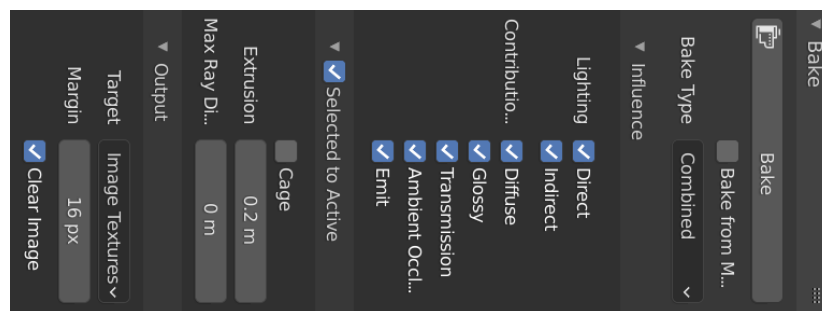 Bake
Bake
Bake from M...
Bake Type Combined
Influence
Lighting Direct
Indirect
Contributio... Diffuse
Glossy
Transmission
Ambient Occl...
Emit
Selected to Active
Cage
Extrusion 0.2 m
Max Ray Di... 0 m
Output
Target Image Textures
Margin 16 px
Clear Image